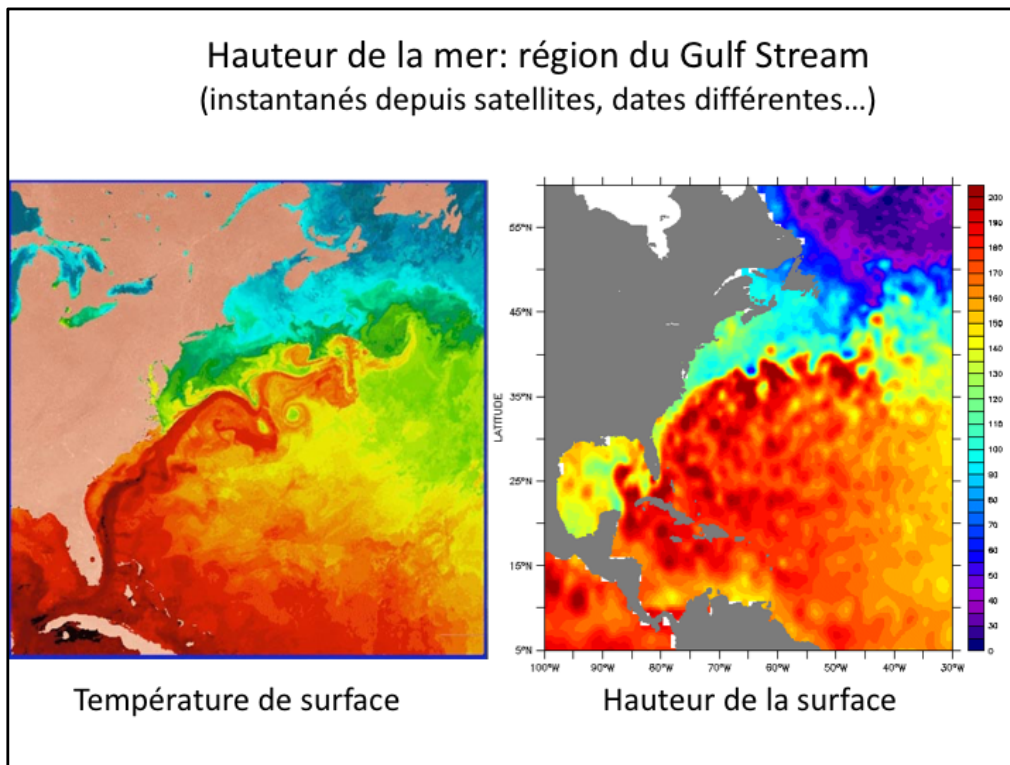 Hauteur de la mer: région du Gulf Stream
(instantanés depuis satellites, dates différentes...)
LATITUDE
55°N
45°N
35°N
25°N
15°N
5°N
100°W 90°W 80°W 70°W 60°W 50°W 40°W 30°W
200
190
180
170
160
150
140
130
120
110
100
90
80
70
60
50
40
30
0
Température de surface
Hauteur de la surface